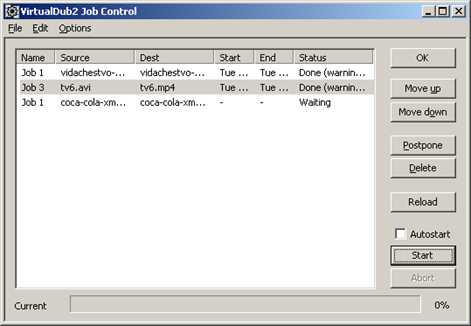 VirtualDub2 Job Control
File Edit Options
Name Source Dest Start End Status
Job 1 vidachestvo-... vidachestvo-... Tue ... Tue ... Done (warnin...
Job 3 tv6.avi tv6.mp4 Tue ... Tue ... Done (warnin...
Job 1 coca-cola-xm... coca-cola-xm... - - Waiting
OK
Move up
Move down
Postpone
Delete
Reload
Autostart
Start
Abort
Current 0%